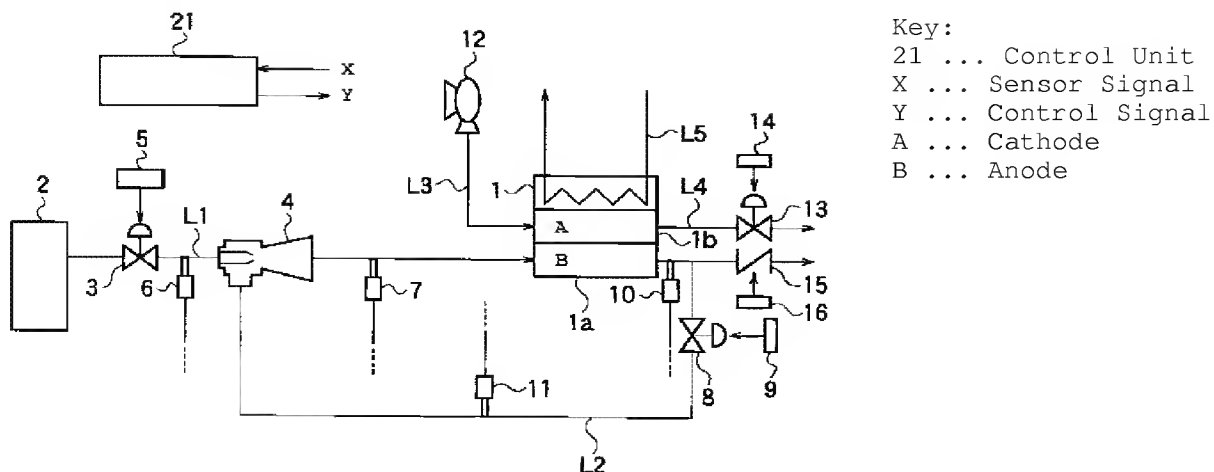 21
X
Y
12
Key:
21 ... Control Unit
X ... Sensor Signal
Y ... Control Signal
A ... Cathode
B ... Anode
5
14
2
L1
4
L3
1
L5
L4
13
A
1b
B
3
6
7
1a
10
15
16
11
8
9
L2